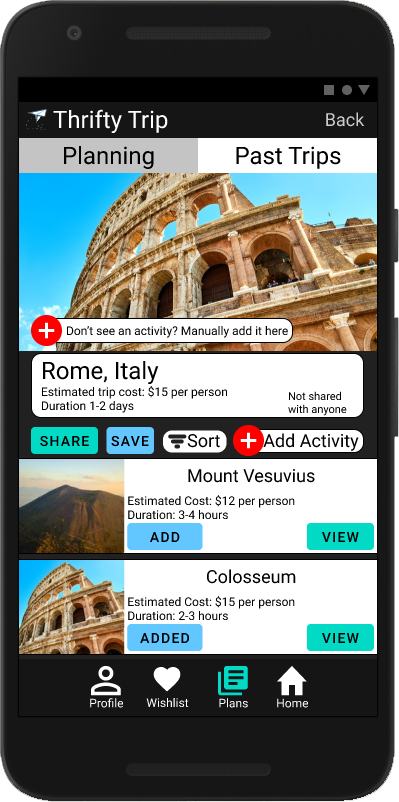 Thrifty Trip
Back
Planning
Past Trips
Don't see an activity? Manually add it here
Rome, Italy
Estimated trip cost: $15 per person
Duration 1-2 days
Not shared
with anyone
SHARE
SAVE
Sort
Add Activity
Mount Vesuvius
Estimated Cost: $12 per person
Duration: 3-4 hours
ADD
VIEW
Colosseum
Estimated Cost: $15 per person
Duration: 2-3 hours
ADDED
VIEW
Profile
Wishlist
Plans
Home